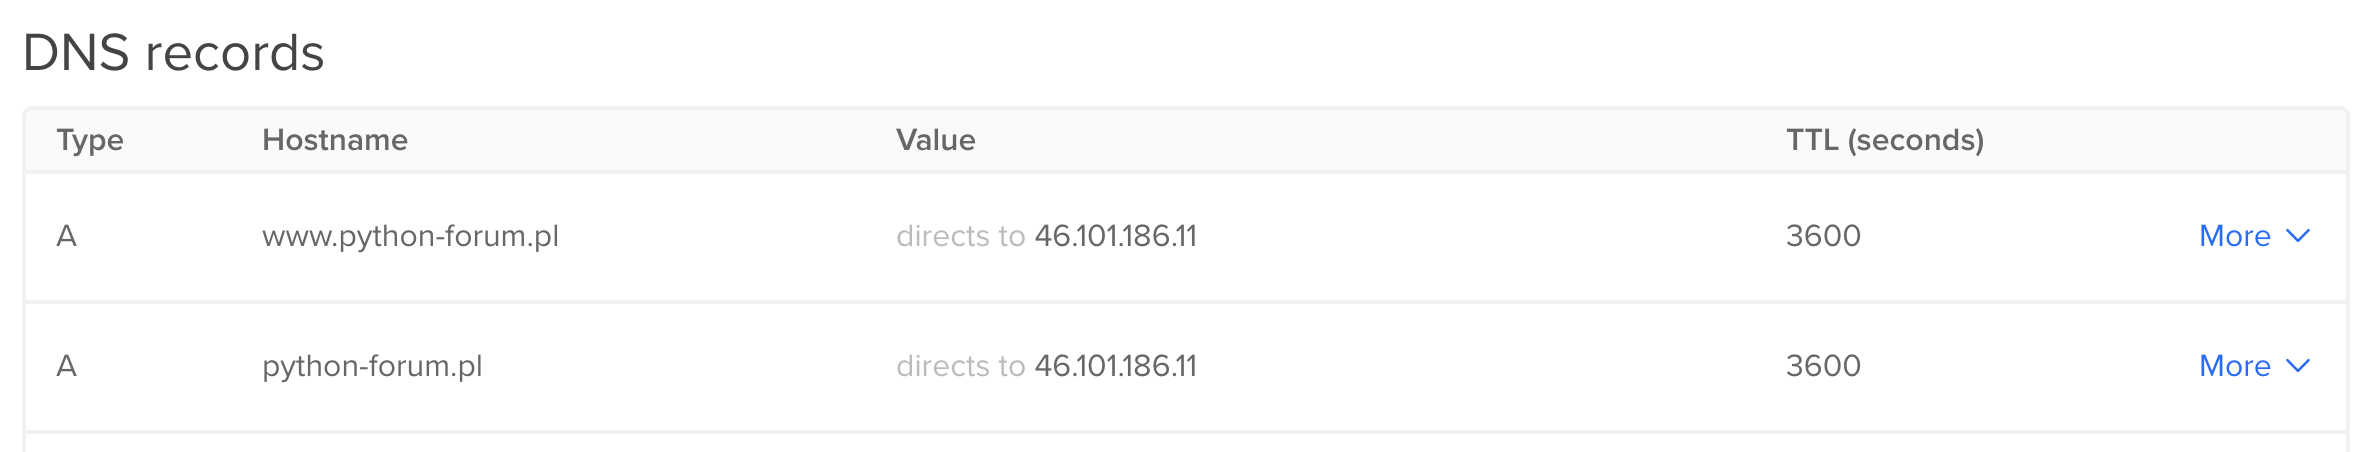 DNS records
Type Hostname Value TTL (seconds)
A www.python-forum.pl directs to 46.101.186.11 3600 More
A python-forum.pl directs to 46.101.186.11 3600 More